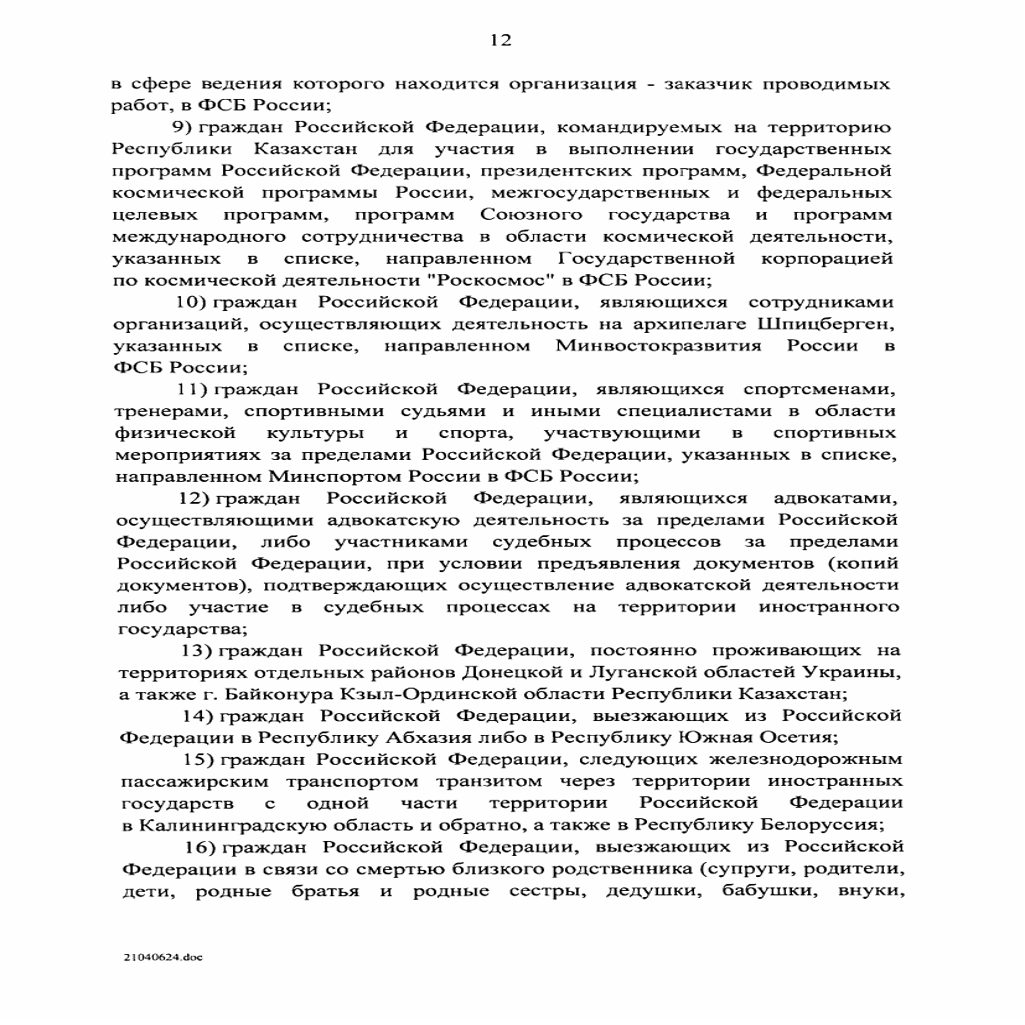 12
в сфере ведения которого находится организация - заказчик проводимых
работ, в ФСБ России;
9) граждан Российской Федерации, командируемых на территорию
Республики Казахстан для участия в выполнении государственных
программ Российской Федерации, президентских программ, Федеральной
космической программы России, межгосударственных и федеральных
целевых программ, программ Союзного государства и программ
международного сотрудничества в области космической деятельности,
указанных в списке, направленном Государственной корпорацией
по космической деятельности "Роскосмос" в ФСБ России;
10) граждан Российской Федерации, являющихся сотрудниками
организаций, осуществляющих деятельность на архипелаге Шпицберген,
указанных в списке, направленном Минвостокразвития России в
ФСБ России;
11) граждан Российской Федерации, являющихся спортсменами,
тренерами, спортивными судьями и иными специалистами в области
физической культуры и спорта, участвующими в спортивных
мероприятиях за пределами Российской Федерации, указанных в списке,
направленном Минспортом России в ФСБ России;
12) граждан Российской Федерации, являющихся адвокатами,
осуществляющими адвокатскую деятельность за пределами Российской
Федерации, либо участниками судебных процессов за пределами
Российской Федерации, при условии предъявления документов (копий
документов), подтверждающих осуществление адвокатской деятельности
либо участие в судебных процессах на территории иностранного
государства;
13) граждан Российской Федерации, постоянно проживающих на
территориях отдельных районов Донецкой и Луганской областей Украины,
а также г. Байконура Кзыл-Ординской области Республики Казахстан;
14) граждан Российской Федерации, выезжающих из Российской
Федерации в Республику Абхазия либо в Республику Южная Осетия;
15) граждан Российской Федерации, следующих железнодорожным
пассажирским транспортом транзитом через территории иностранных
государств с одной части территории Российской Федерации
в Калининградскую область и обратно, а также в Республику Белоруссия;
16) граждан Российской Федерации, выезжающих из Российской
Федерации в связи со смертью близкого родственника (супруги, родители,
дети, родные братья и родные сестры, дедушки, бабушки, внуки,
21040624.doc